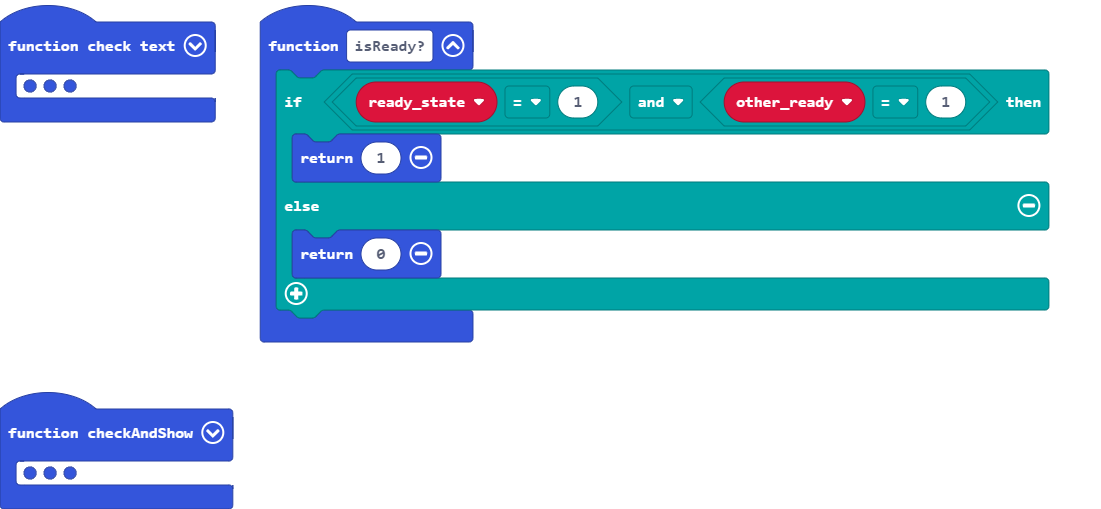 function check text
function isReady?
if ready_state = 1 and other_ready = 1 then
return 1
else
return 0
function checkAndShow